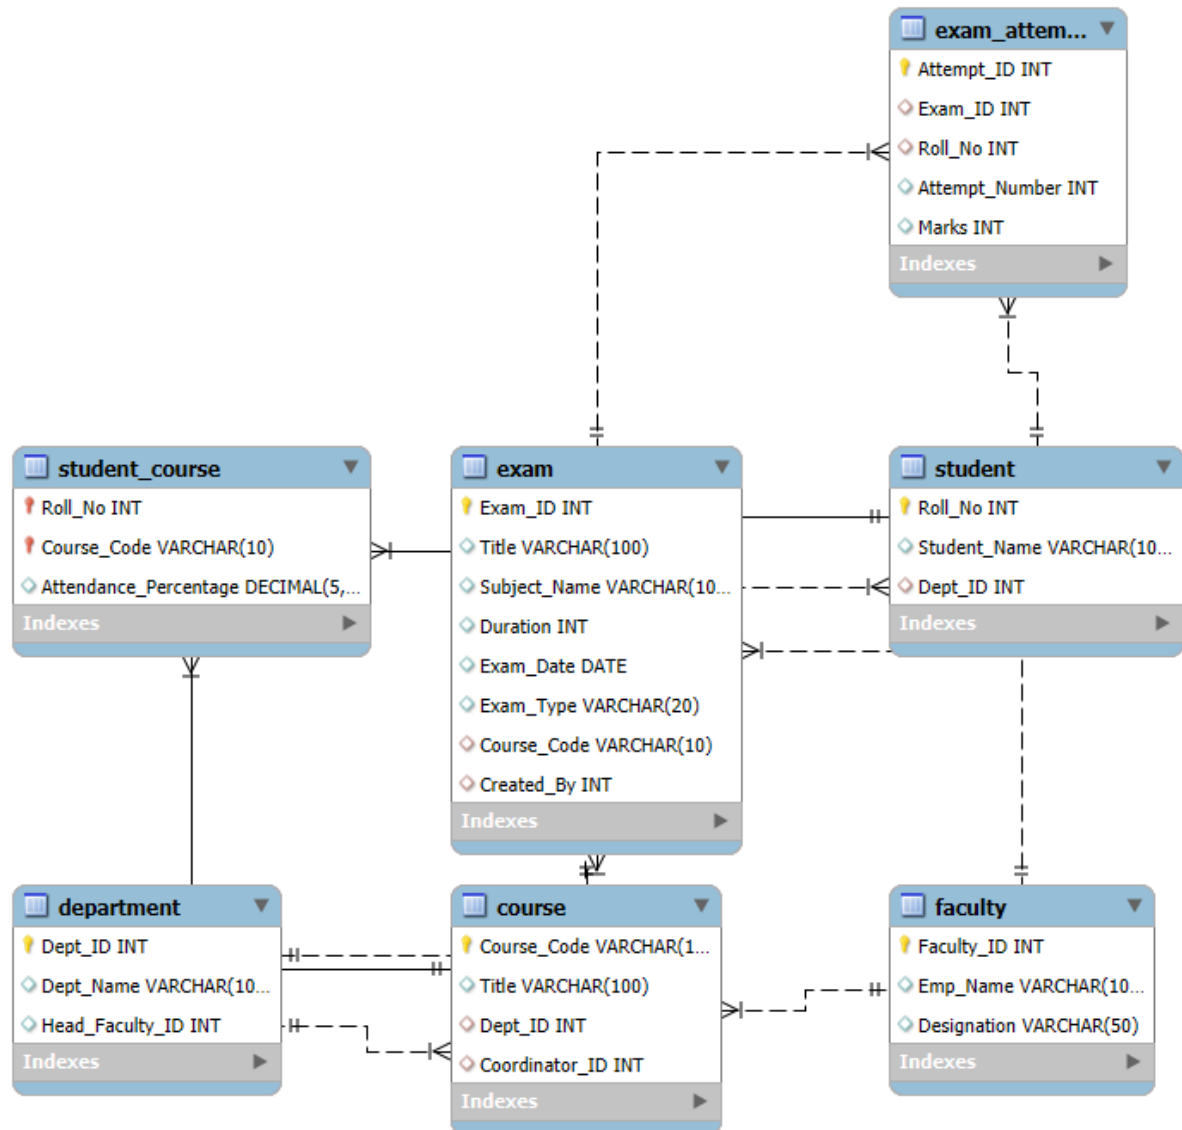 exam_attem...
Attempt_ID INT
Exam_ID INT
Roll_No INT
Attempt_Number INT
Marks INT
Indexes
student_course
Roll_No INT
Course_Code VARCHAR(10)
Attendance_Percentage DECIMAL(5,...
Indexes
exam
Exam_ID INT
Title VARCHAR(100)
Subject_Name VARCHAR(10...
Duration INT
Exam_Date DATE
Exam_Type VARCHAR(20)
Course_Code VARCHAR(10)
Created_By INT
Indexes
student
Roll_No INT
Student_Name VARCHAR(10...
Dept_ID INT
Indexes
department
Dept_ID INT
Dept_Name VARCHAR(10...
Head_Faculty_ID INT
Indexes
course
Course_Code VARCHAR(1...
Title VARCHAR(100)
Dept_ID INT
Coordinator_ID INT
Indexes
faculty
Faculty_ID INT
Emp_Name VARCHAR(10...
Designation VARCHAR(50)
Indexes